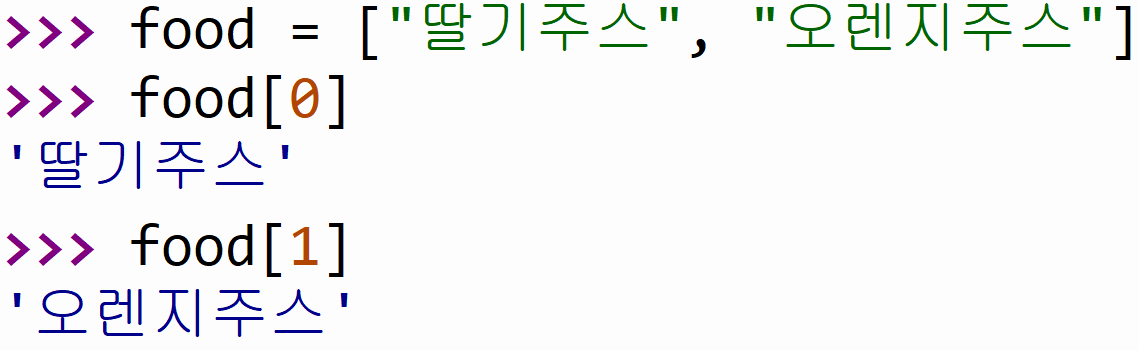 >>> food = ["딸기주스", "오렌지주스"]
>>> food[0]
'딸기주스'
>>> food[1]
'오렌지주스'